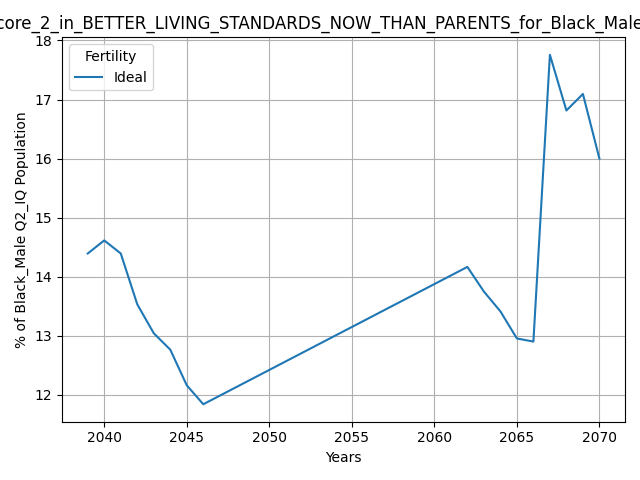 core_2_in_BETTER_LIVING_STANDARDS_NOW_THAN_PARENTS_for_Black_Male
18
17
16
15
14
13
12
% of Black_Male Q2_IQ Population
Fertility
Ideal
2040 2045 2050 2055 2060 2065 2070
Years